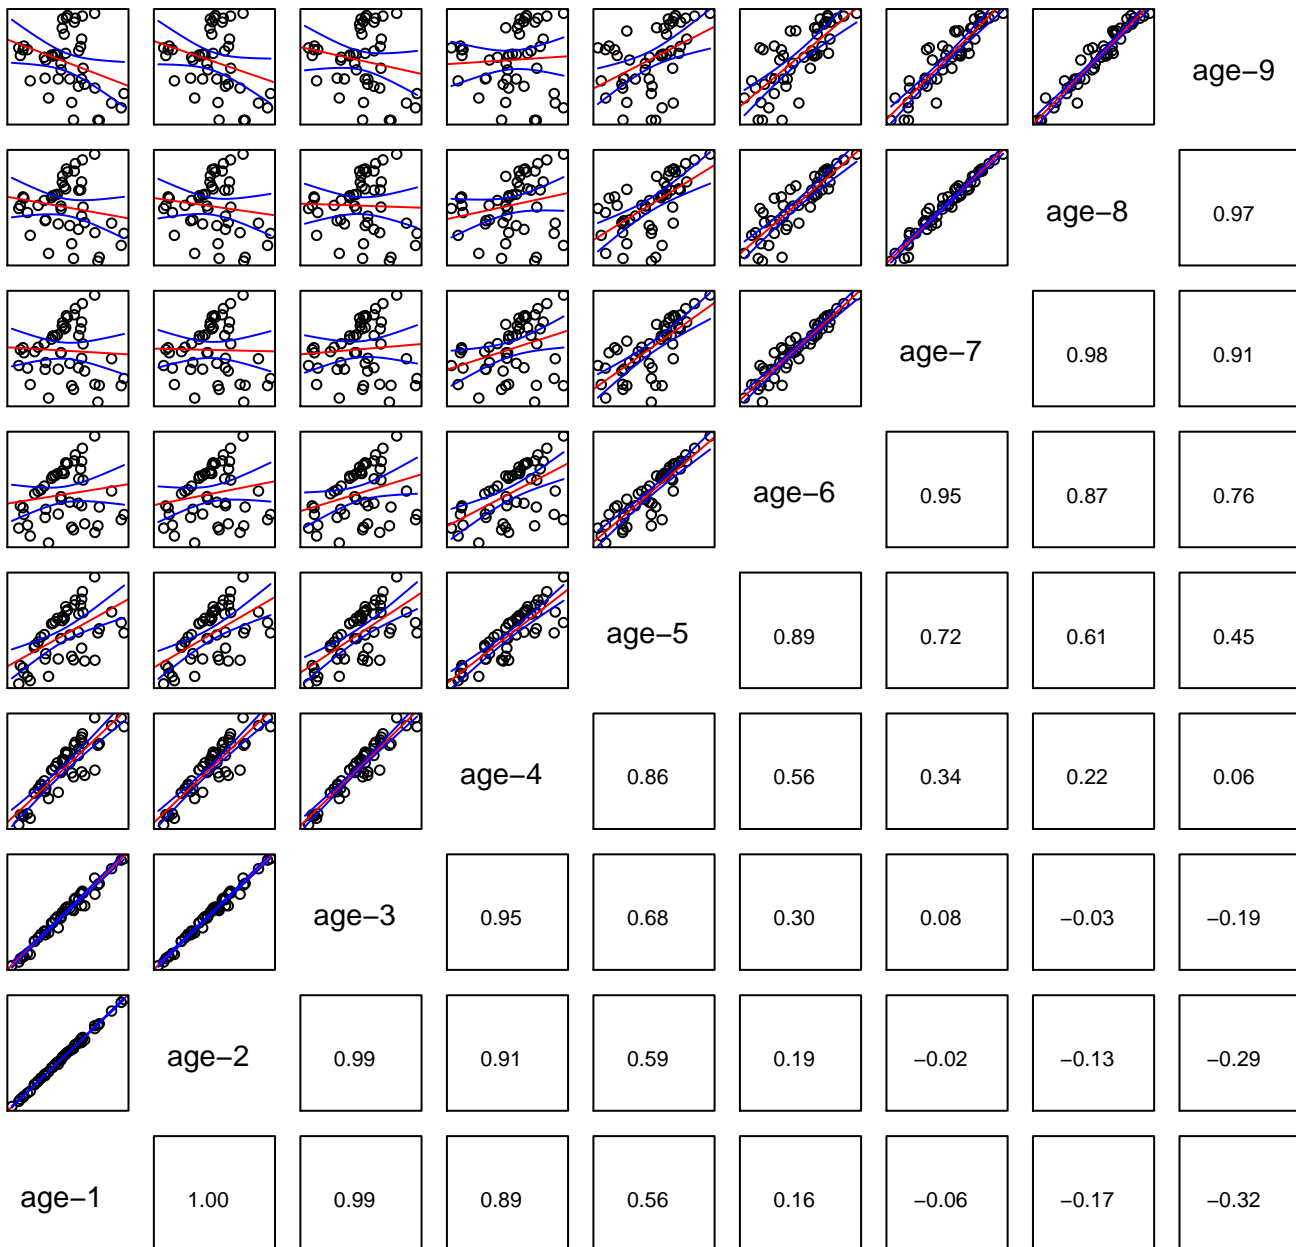 age−9
age−8 0.97
age−7 0.98 0.91
age−6 0.95 0.87 0.76
age−5 0.89 0.72 0.61 0.45
age−4 0.86 0.56 0.34 0.22 0.06
age−3 0.95 0.68 0.30 0.08 −0.03 −0.19
age−2 0.99 0.91 0.59 0.19 −0.02 −0.13 −0.29
age−1 1.00 0.99 0.89 0.56 0.16 −0.06 −0.17 −0.32